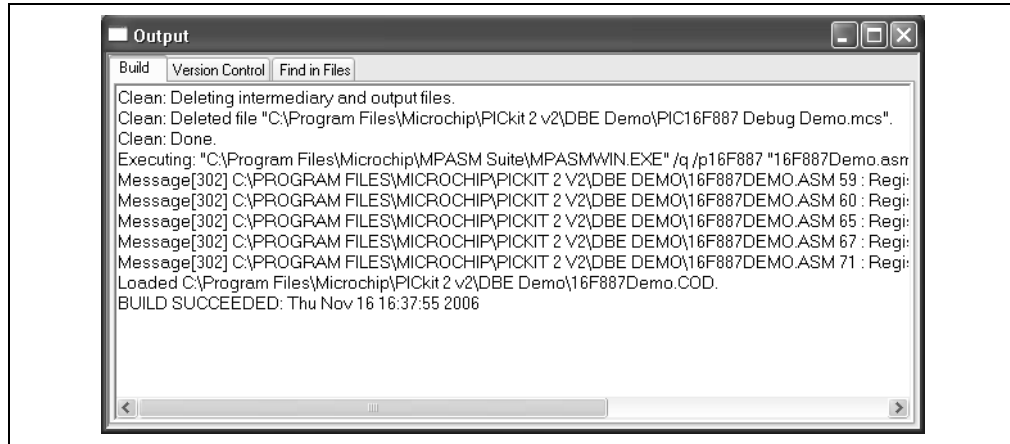 Output
Build Version Control Find in Files
Clean: Deleting intermediary and output files.
Clean: Deleted file "C:\Program Files\Microchip\PICkit 2 v2\DBE Demo\PIC16F887 Debug Demo.mcs".
Clean: Done.
Executing: "C:\Program Files\Microchip\MPASM Suite\MPASMWIN.EXE" /q /p16F887 "16F887Demo.asm
Message[302] C:\PROGRAM FILES\MICROCHIP\PICKIT 2 V2\DBE DEMO\16F887DEMO.ASM 59 : Regi
Message[302] C:\PROGRAM FILES\MICROCHIP\PICKIT 2 V2\DBE DEMO\16F887DEMO.ASM 60 : Regi
Message[302] C:\PROGRAM FILES\MICROCHIP\PICKIT 2 V2\DBE DEMO\16F887DEMO.ASM 65 : Regi
Message[302] C:\PROGRAM FILES\MICROCHIP\PICKIT 2 V2\DBE DEMO\16F887DEMO.ASM 67 : Regi
Message[302] C:\PROGRAM FILES\MICROCHIP\PICKIT 2 V2\DBE DEMO\16F887DEMO.ASM 71 : Regi
Loaded C:\Program Files\Microchip\PICkit 2 v2\DBE Demo\16F887Demo.COD.
BUILD SUCCEEDED: Thu Nov 16 16:37:55 2006